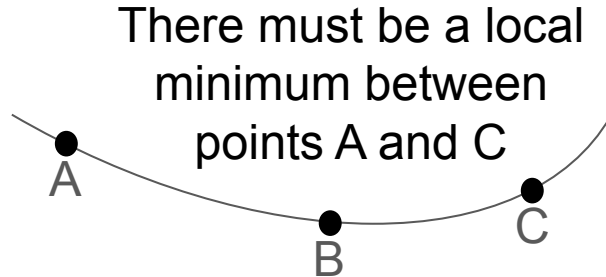 There must be a local
minimum between
points A and C
A
B
C